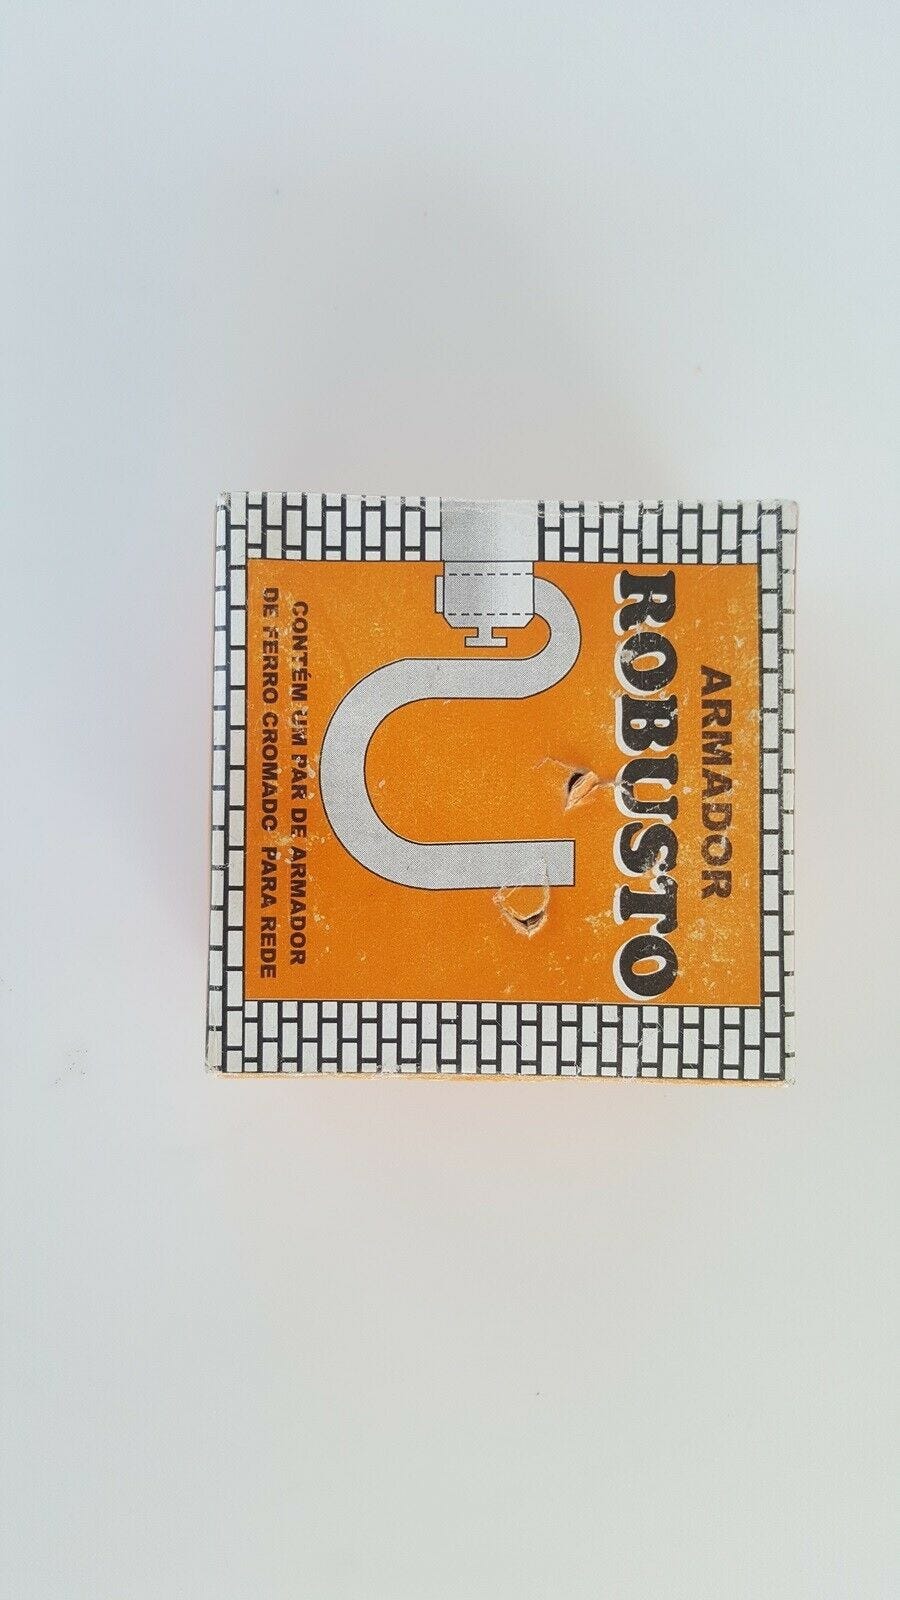 ARMADOR
ROBUSTO
CONTÉM UM PAR DE ARMADOR
DE FERRO CROMADO PARA REDE